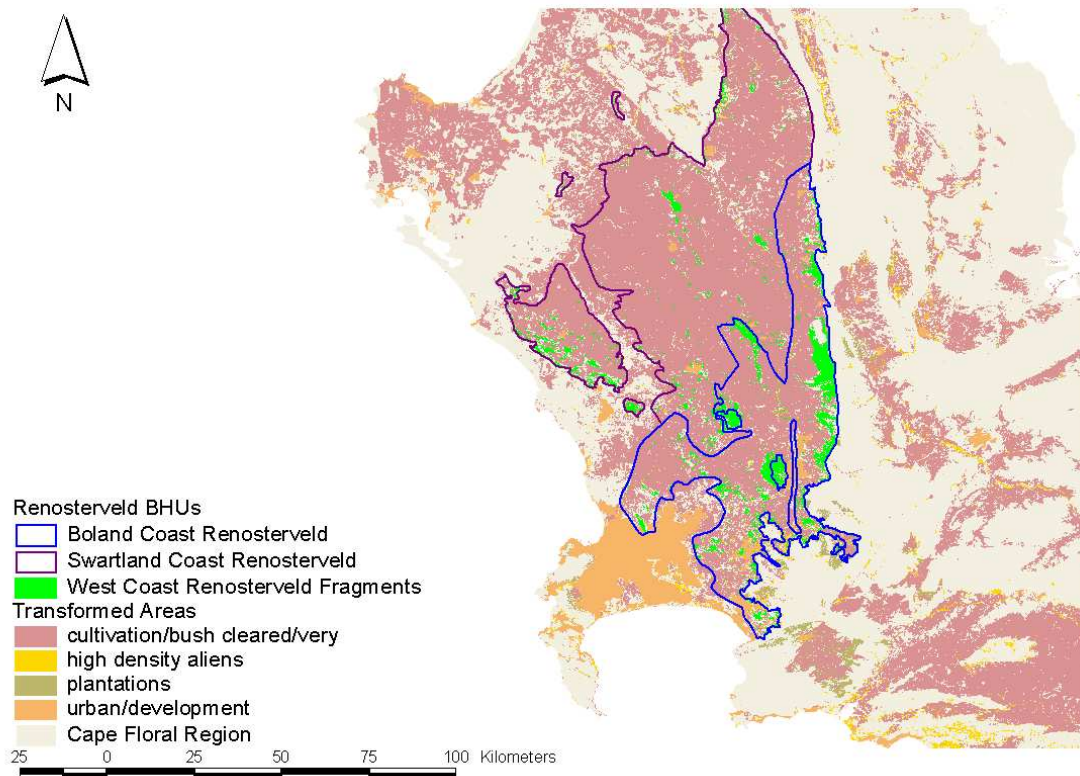 N
Renosterveld BHUs
Boland Coast Renosterveld
Swartland Coast Renosterveld
West Coast Renosterveld Fragments
Transformed Areas
cultivation/bush cleared/very
high density aliens
plantations
urban/development
Cape Floral Region
25 0 25 50 75 100 Kilometers